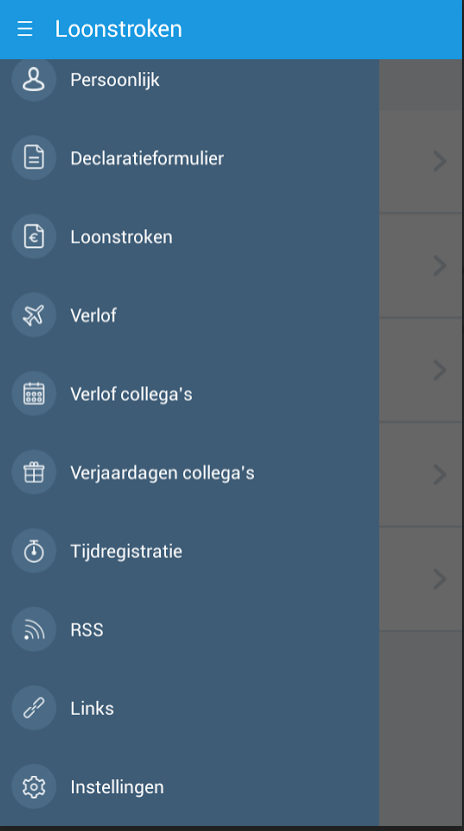 Loonstroken
Persoonlijk
Declaratieformulier
Loonstroken
Verlof
Verlof collega's
Verjaardagen collega's
Tijdregistratie
RSS
Links
Instellingen